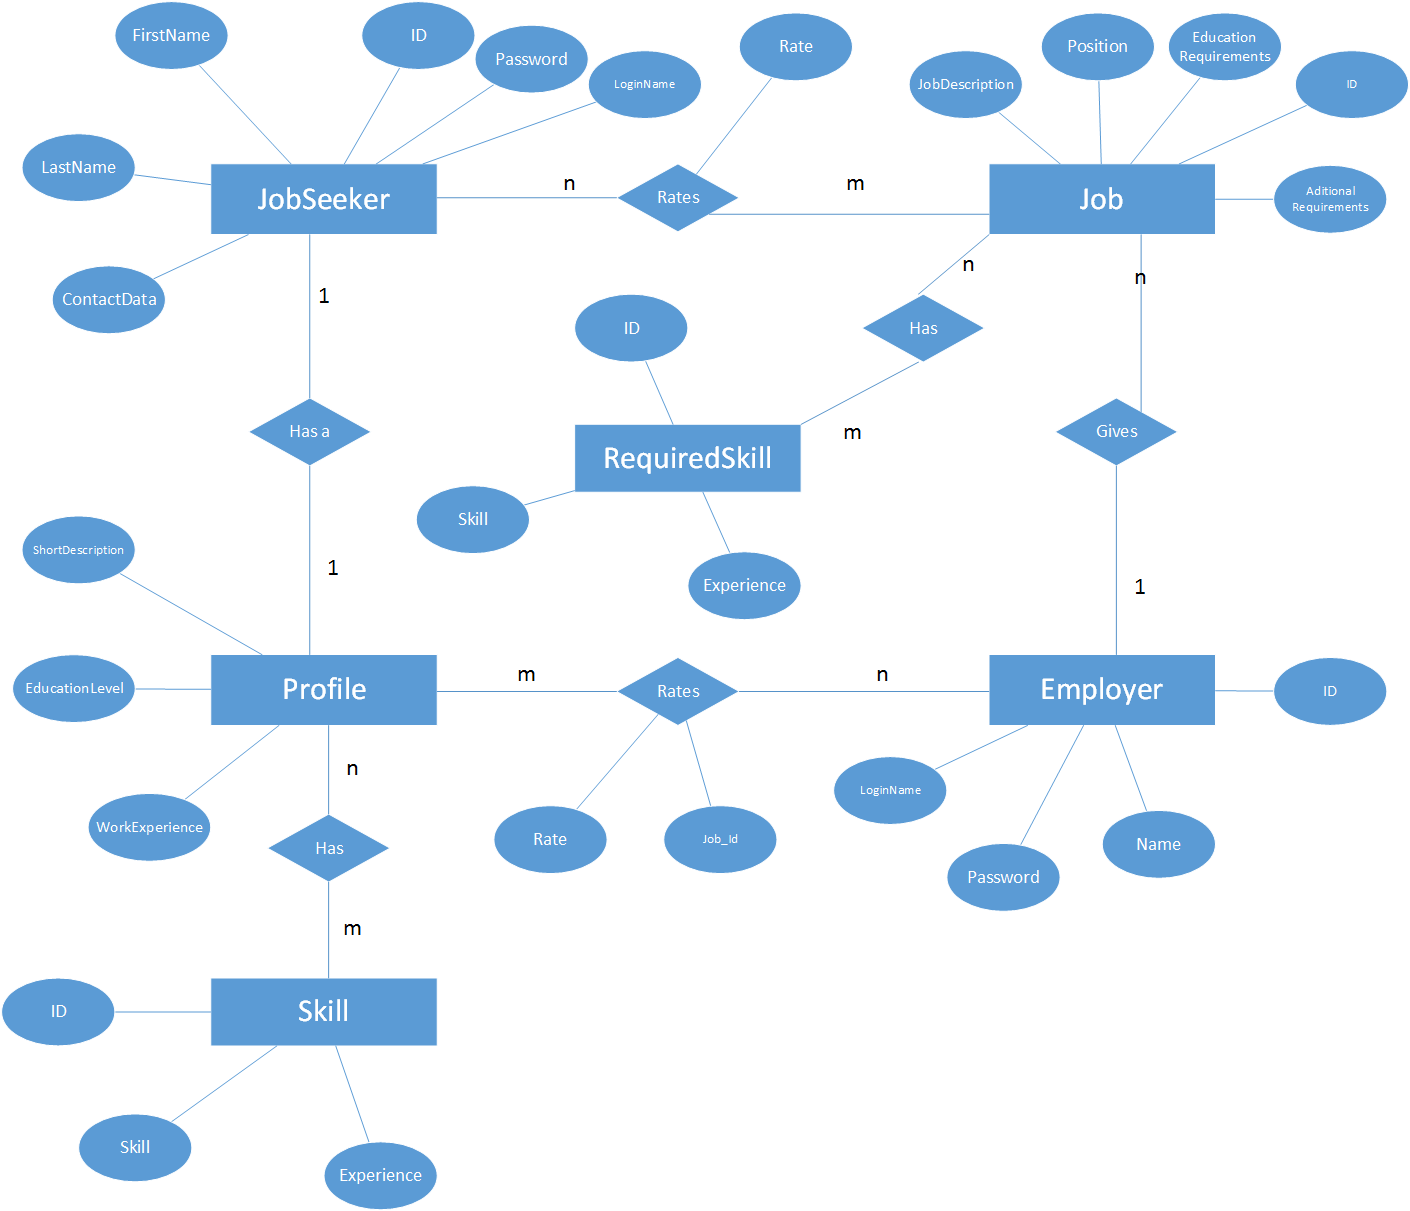 FirstName
ID
Password
LoginName
Rate
JobDescription
Position
Education
Requirements
ID
LastName
JobSeeker
n
Rates
m
Job
Aditional
Requirements
ContactData
1
n
n
ID
Has
Has a
m
Gives
RequiredSkill
Skill
Experience
ShortDescription
1
1
EducationLevel
Profile
m
Rates
n
Employer
ID
n
LoginName
WorkExperience
Has
Rate
Job_Id
Password
Name
m
ID
Skill
Skill
Experience